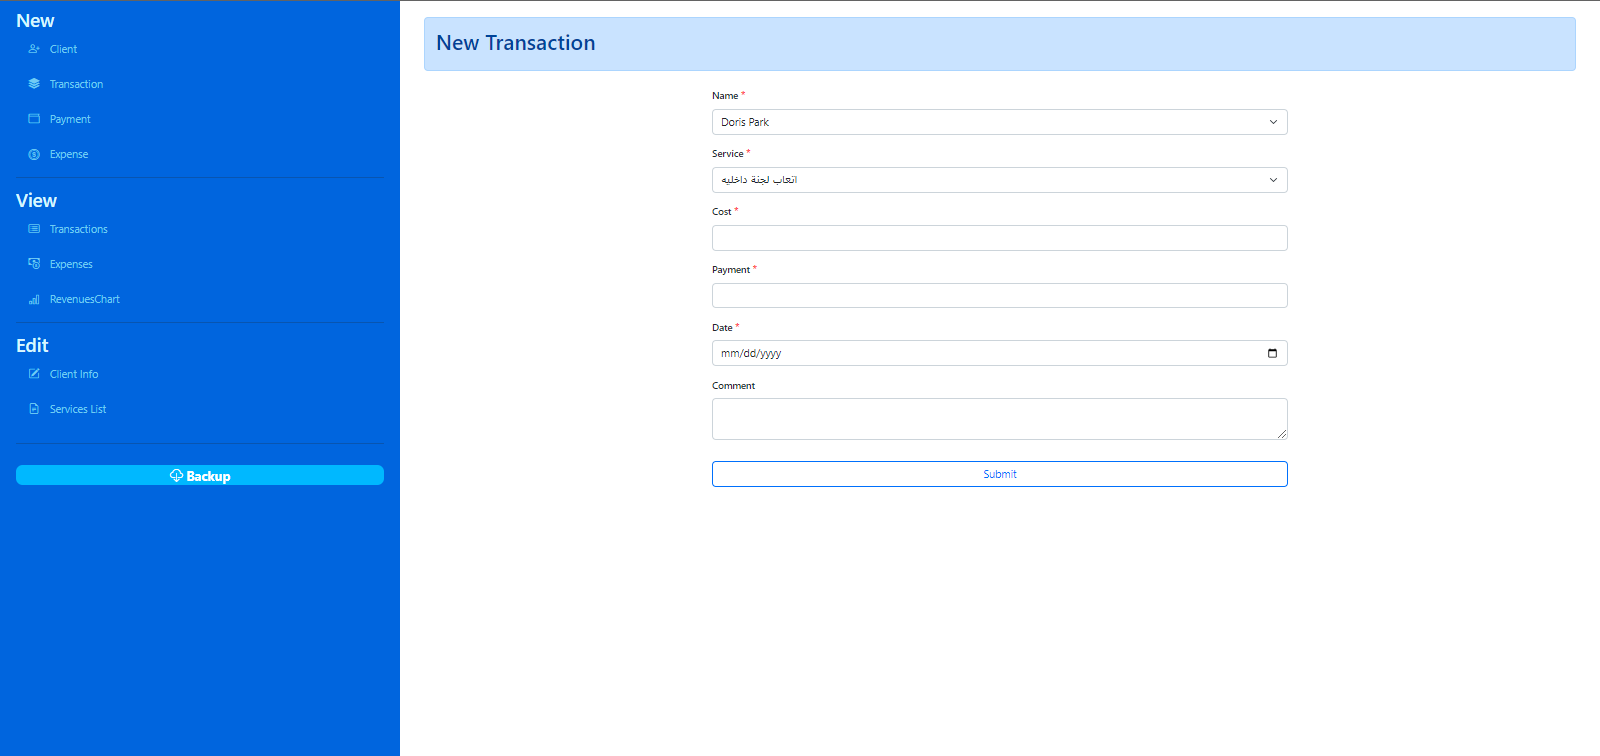 New
Client
Transaction
Payment
Expense
View
Transactions
Expenses
RevenuesChart
Edit
Client Info
Services List
Backup
New Transaction
Name *
Doris Park
Service *
اتعاب لجنة داخليه
Cost *
Payment *
Date *
mm/dd/yyyy
Comment
Submit